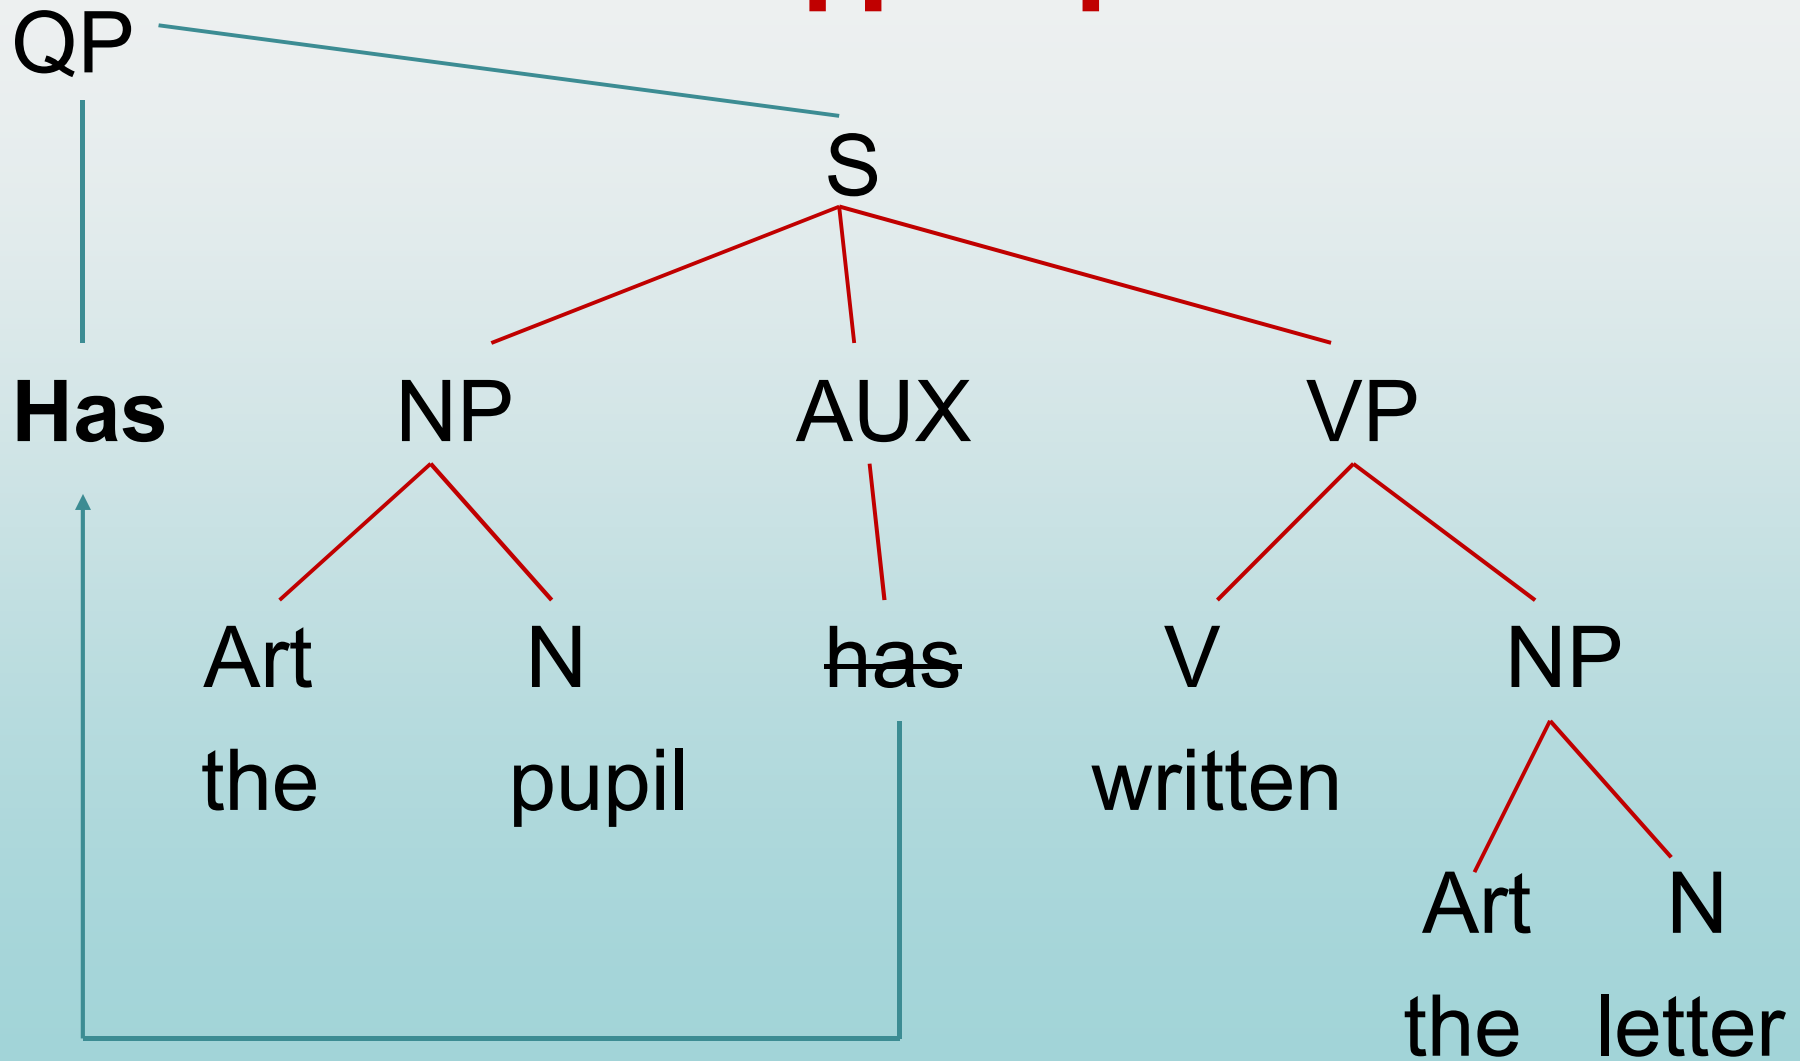 QP
S
Has NP AUX VP
Art N has V NP
the pupil written
Art N
the letter